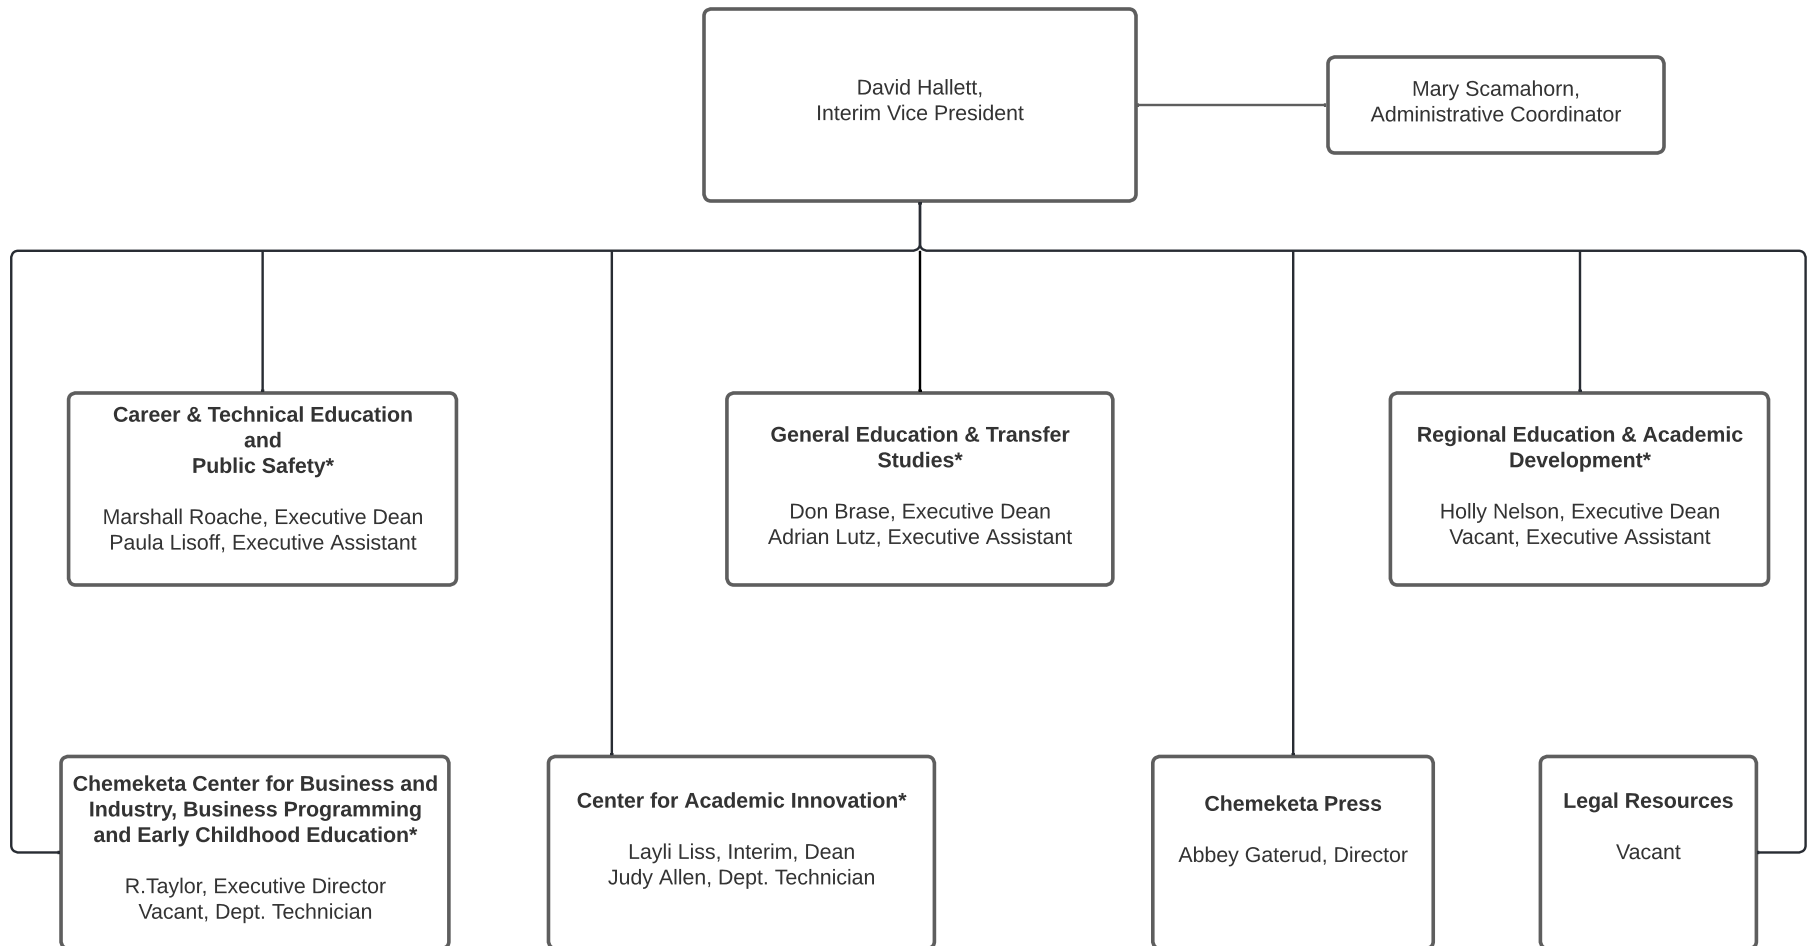 David Hallett,
Interim Vice President
Mary Scamahorn,
Administrative Coordinator
Career & Technical Education
and
Public Safety*
Marshall Roache, Executive Dean
Paula Lisoff, Executive Assistant
General Education & Transfer
Studies*
Don Brase, Executive Dean
Adrian Lutz, Executive Assistant
Regional Education & Academic
Development*
Holly Nelson, Executive Dean
Vacant, Executive Assistant
Chemeketa Center for Business and
Industry, Business Programming
and Early Childhood Education*
R.Taylor, Executive Director
Vacant, Dept. Technician
Center for Academic Innovation*
Layli Liss, Interim, Dean
Judy Allen, Dept. Technician
Chemeketa Press
Abbey Gaterud, Director
Legal Resources
Vacant